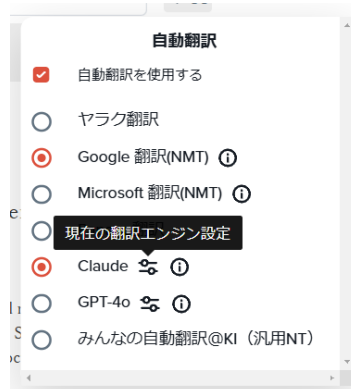 自動翻訳
自動翻訳を使用する
ヤラク翻訳
Google 翻訳(NMT)
Microsoft 翻訳(NMT)
現在の翻訳エンジン設定
Claude
GPT-4o
みんなの自動翻訳@KI（汎用NT）